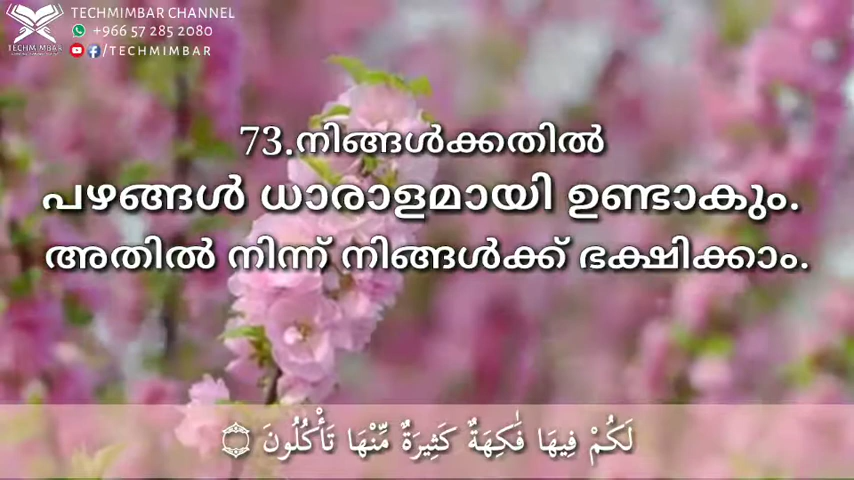 TECHMIMBAR CHANNEL
+966 57 285 2080
/TECHMIMBAR
TECHMIMBAR
73.നിങ്ങൾക്കതിൽ
പഴങ്ങൾ ധാരാളമായി ഉണ്ടാകും.
അതിൽ നിന്ന് നിങ്ങൾക്ക് ഭക്ഷിക്കാം.
لَكُمْ فِيهَا فَٰكِهَةٌ كَثِيرَةٌ مِّنْهَا تَأْكُلُونَ